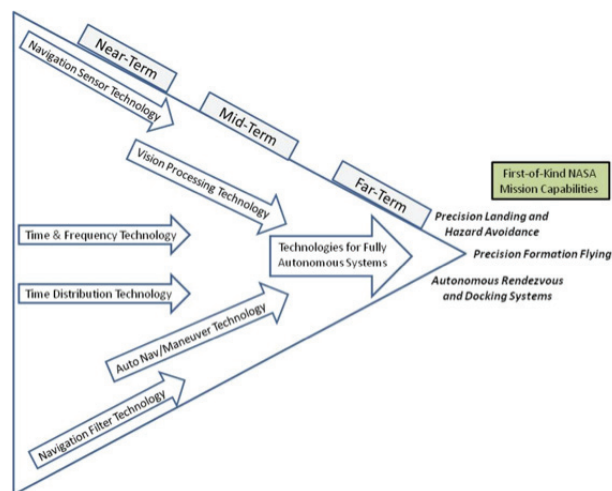 Near-Term
Navigation Sensor Technology
Mid-Term
Vision Processing Technology
Far-Term
First-of-Kind NASA
Mission Capabilities
Precision Landing and
Hazard Avoidance
Time & Frequency Technology
Technologies for Fully
Autonomous Systems
Precision Formation Flying
Time Distribution Technology
Autonomous Rendezvous
and Docking Systems
Auto Nav/Maneuver Technology
Navigation Filter Technology